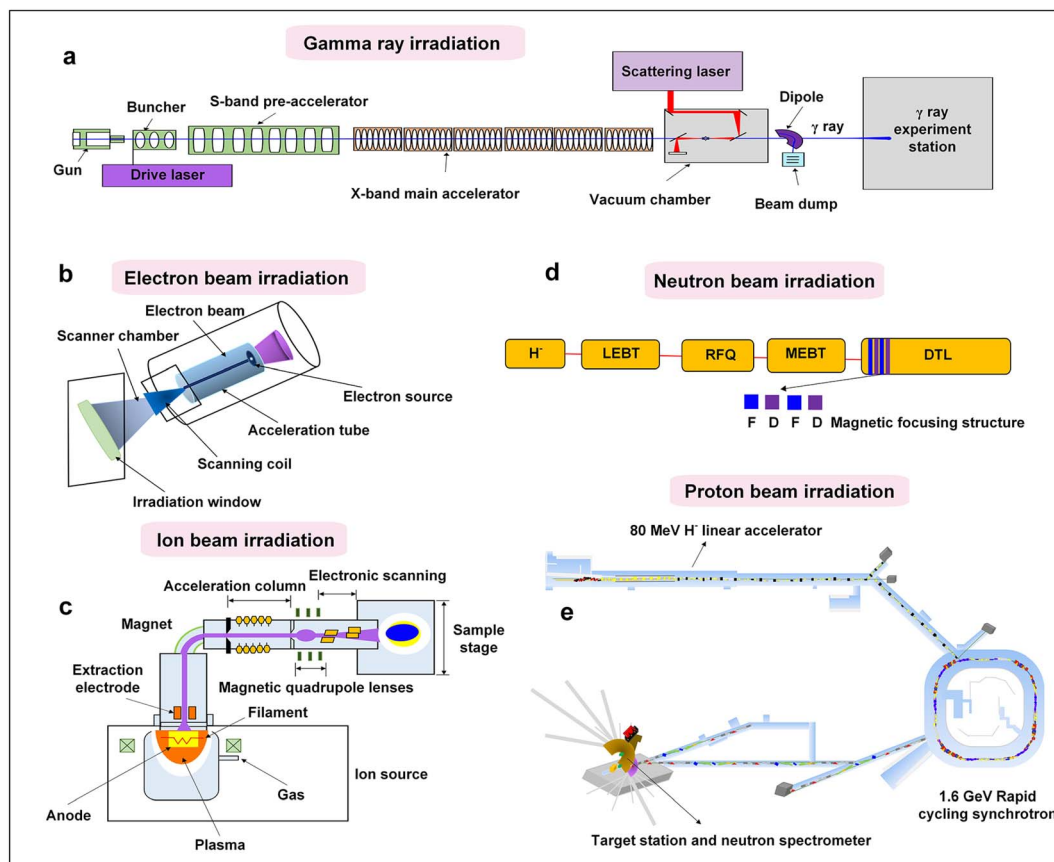 a
Gamma ray irradiation
Scattering laser
Buncher
S-band pre-accelerator
Dipole
γ ray
γ ray
experiment
station
Gun
Drive laser
X-band main accelerator
Vacuum chamber
Beam dump
b
Electron beam irradiation
Electron beam
Scanner chamber
Electron source
Acceleration tube
Scanning coil
Irradiation window
d
Neutron beam irradiation
H⁻
LEBT
RFQ
MEBT
DTL
F D F D
Magnetic focusing structure
Ion beam irradiation
c
Acceleration column
Electronic scanning
Magnet
Sample
stage
Extraction
electrode
Magnetic quadrupole lenses
Filament
Ion source
Gas
Anode
Plasma
Proton beam irradiation
80 MeV H⁻ linear accelerator
e
1.6 GeV Rapid
cycling synchrotron
Target station and neutron spectrometer